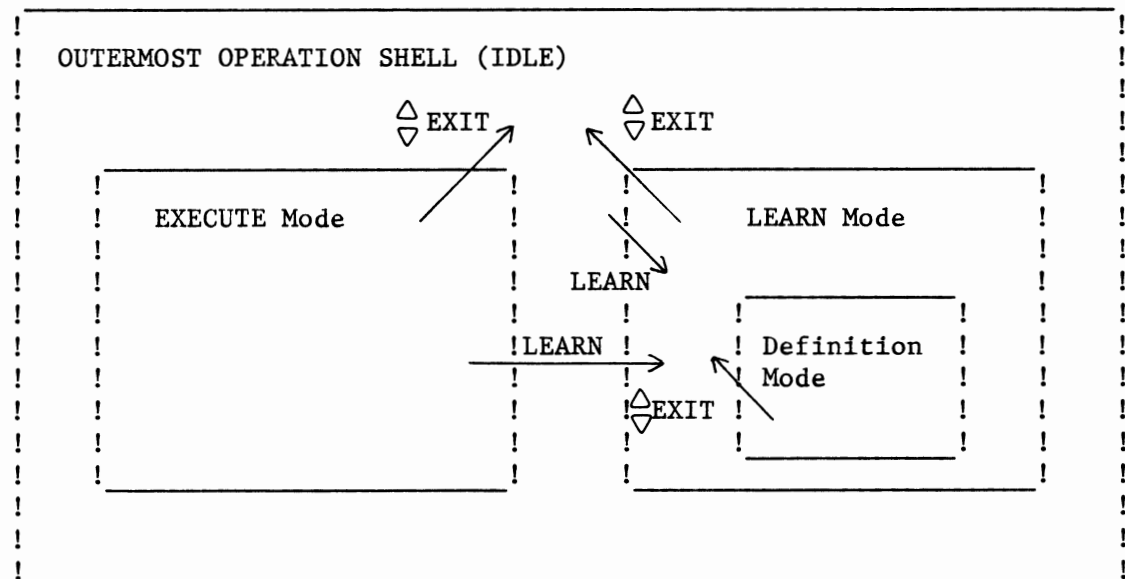 OUTERMOST OPERATION SHELL (IDLE)
EXIT EXIT
EXECUTE Mode LEARN Mode
LEARN
LEARN Definition
Mode
EXIT